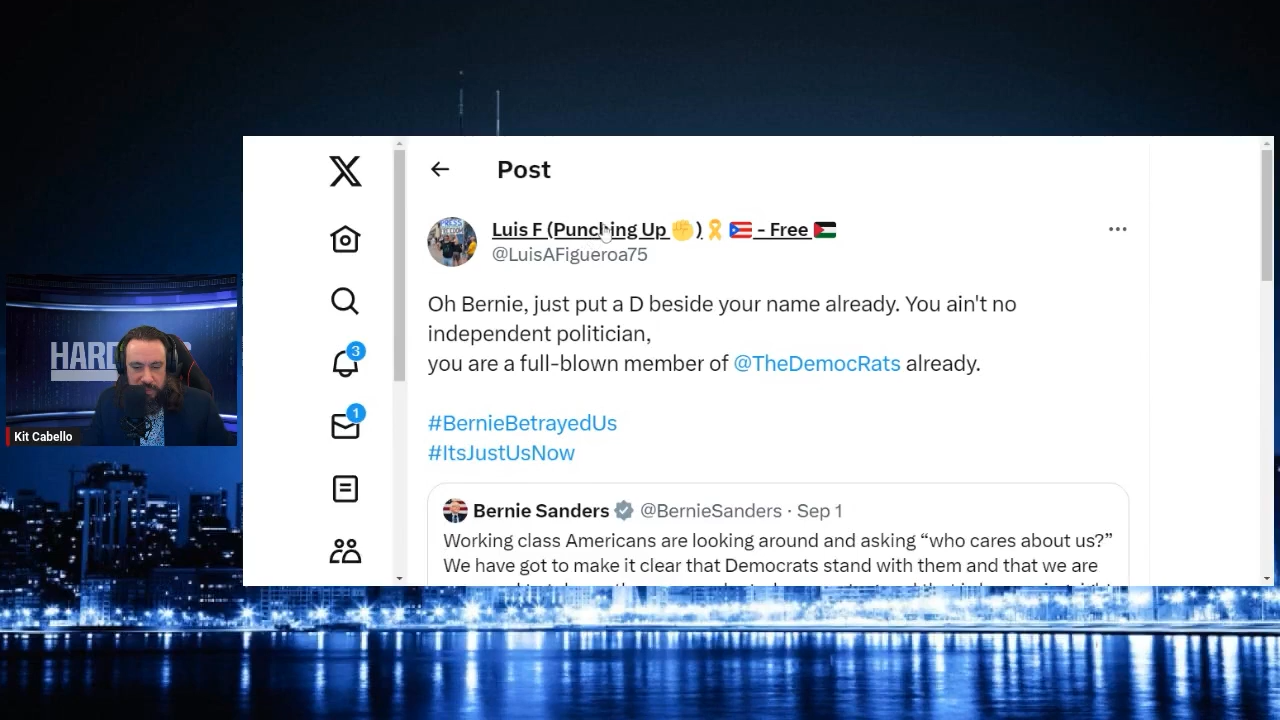 Post
Luis F (Punching Up ✊) 🎗 🇵🇷 - Free 🇵🇸
@LuisAFigueroa75
Oh Bernie, just put a D beside your name already. You ain't no
independent politician,
you are a full-blown member of @TheDemocRats already.
#BernieBetrayedUs
#ItsJustUsNow
Bernie Sanders @BernieSanders · Sep 1
Working class Americans are looking around and asking “who cares about us?”
We have got to make it clear that Democrats stand with them and that we are
3
1
HARD
Kit Cabello